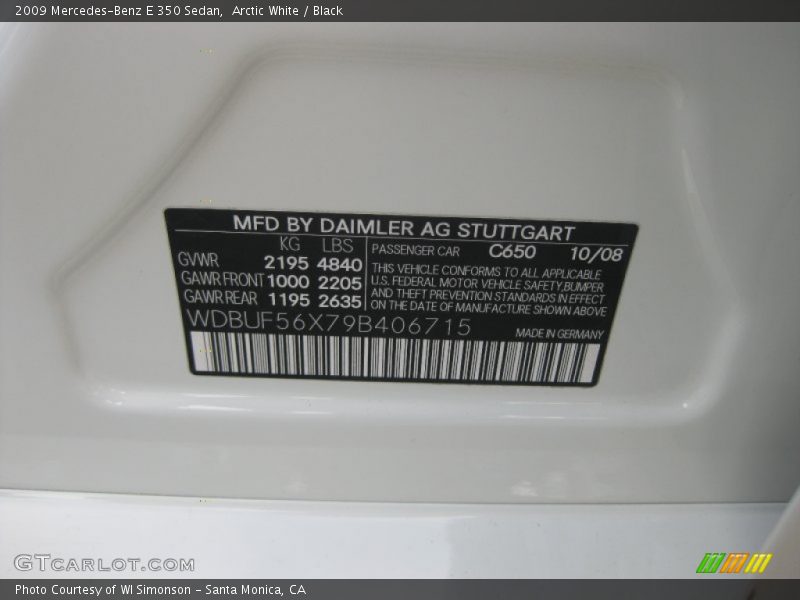 2009 Mercedes-Benz E 350 Sedan,  Arctic White / Black
MFD BY DAIMLER AG STUTTGART
KG LBS
GVWR 2195 4840
GAWR FRONT 1000 2205
GAWR REAR 1195 2635
PASSENGER CAR C650 10/08
THIS VEHICLE CONFORMS TO ALL APPLICABLE
U.S. FEDERAL MOTOR VEHICLE SAFETY,BUMPER
AND THEFT PREVENTION STANDARDS IN EFFECT
ON THE DATE OF MANUFACTURE SHOWN ABOVE
WDBUF56X79B406715
MADE IN GERMANY
GTCARLOT.COM
Photo Courtesy of WI Simonson - Santa Monica, CA